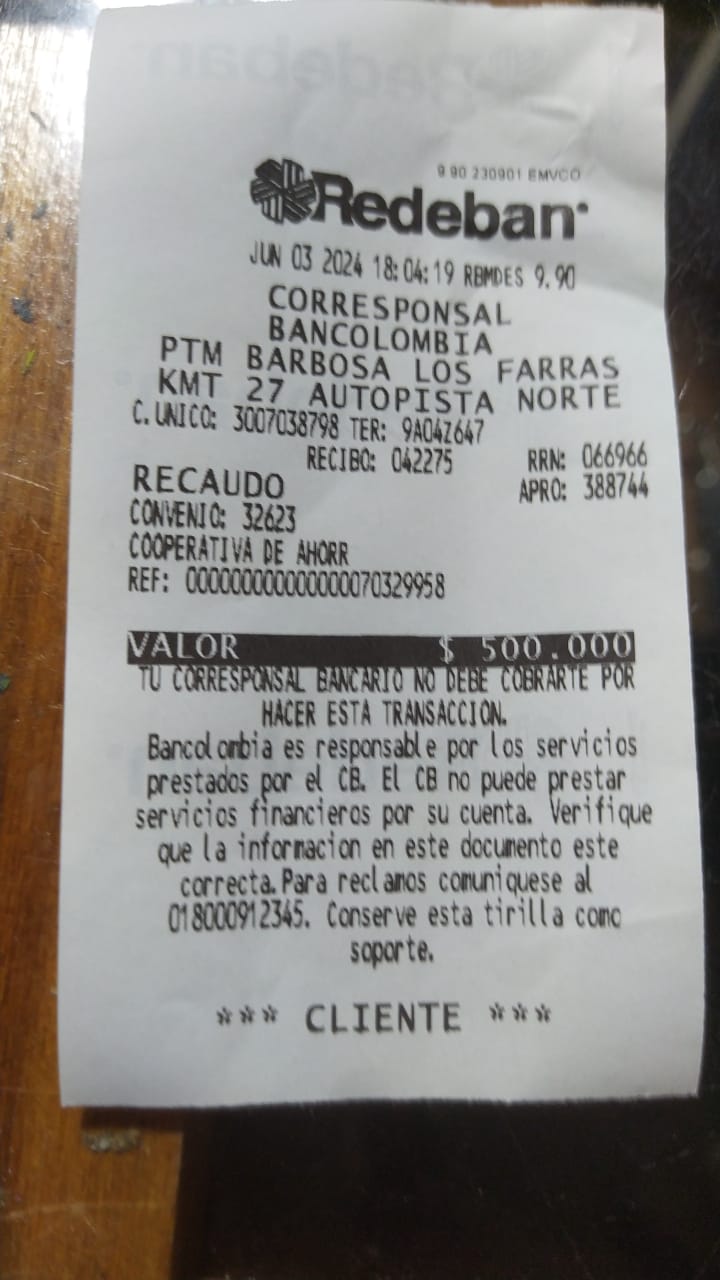 9 90 230901 EMVCO
Redeban
JUN 03 2024 18:04:19 RBMDES 9.90
CORRESPONSAL
BANCOLOMBIA
PTM BARBOSA LOS FARRAS
KMT 27 AUTOPISTA NORTE
C.UNICO: 3007038798 TER: 9A04Z647
RECIBO: 042275 RRN: 066966
RECAUDO APRO: 388744
CONVENIO: 32623
COOPERATIVA DE AHORR
REF: 000000000000000070329958
VALOR $ 500.000
TU CORRESPONSAL BANCARIO NO DEBE COBRARTE POR
HACER ESTA TRANSACCION.
Bancolombia es responsable por los servicios
prestados por el CB. El CB no puede prestar
servicios financieros por su cuenta. Verifique
que la informacion en este documento este
correcta. Para reclamos comuniquese al
018000912345. Conserve esta tirilla como
soporte.
*** CLIENTE ***